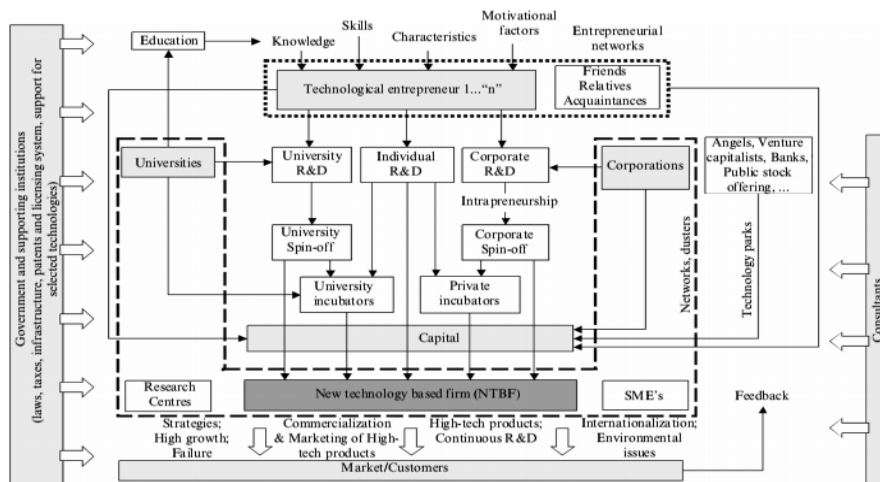 Government and supporting institutions
(laws, taxes, infrastructure, patents and licensing system, support for
selected technologies)
Education
Knowledge
Skills
Characteristics
Motivational
factors
Entrepreneurial
networks
Technological entrepreneur 1...“n”
Friends
Relatives
Acquaintances
Universities
University
R&D
Individual
R&D
Corporate
R&D
Corporations
Angels, Venture
capitalists, Banks,
Public stock
offering, ...
Intrapreneurship
University
Spin-off
Corporate
Spin-off
University
incubators
Private
incubators
Networks, dusters
Technology parks
Consultants
Capital
Research
Centres
New technology based firm (NTBF)
SME's
Feedback
Strategies;
High growth;
Failure
Commercialization
& Marketing of High-
tech products
High-tech products;
Continuous R&D
Internationalization;
Environmental
issues
Market/Customers